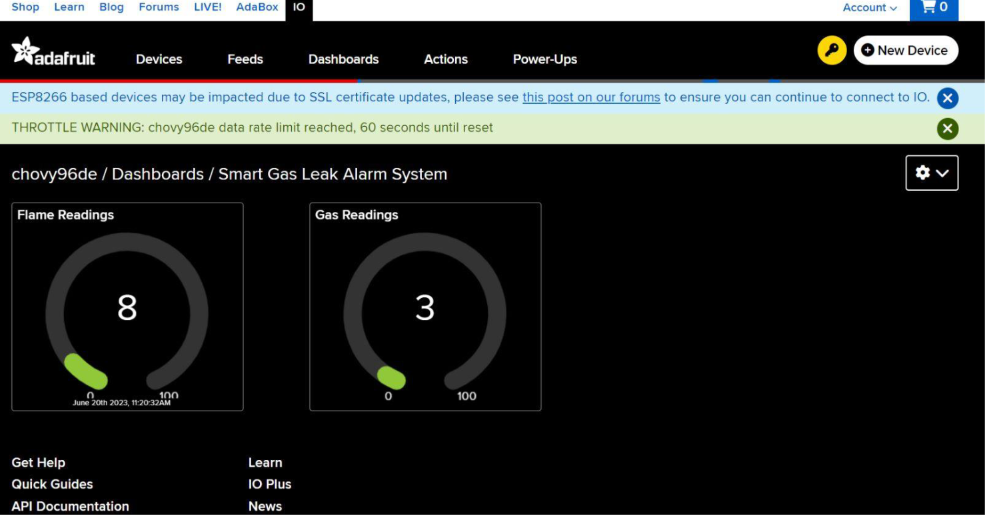 Shop Learn Blog Forums LIVE! AdaBox IO Account 0
adafruit Devices Feeds Dashboards Actions Power-Ups New Device
ESP8266 based devices may be impacted due to SSL certificate updates, please see this post on our forums to ensure you can continue to connect to IO.
THROTTLE WARNING: chovy96de data rate limit reached, 60 seconds until reset
chovy96de / Dashboards / Smart Gas Leak Alarm System
Flame Readings Gas Readings
8 3
0 100 0 100
June 20th 2023, 11:20:32AM
Get Help Learn
Quick Guides IO Plus
API Documentation News